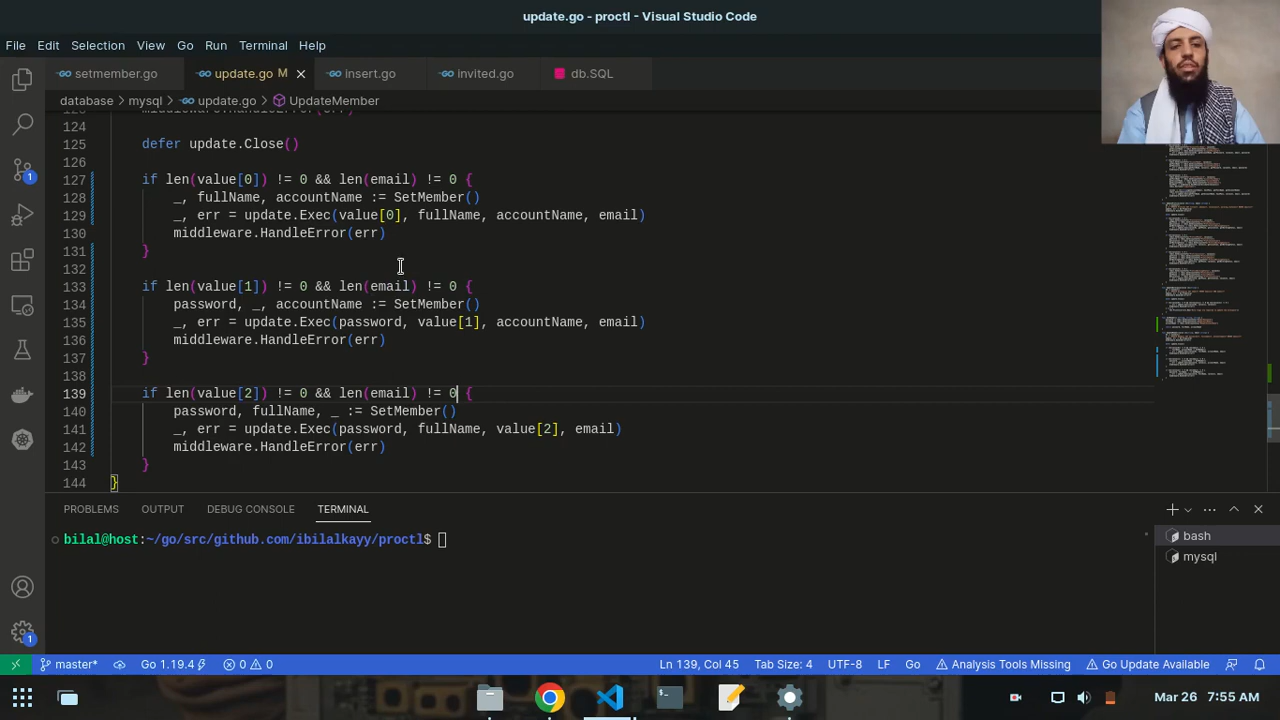 update.go - proctl - Visual Studio Code
File Edit Selection View Go Run Terminal Help
setmember.go update.go M insert.go invited.go db.SQL
database > mysql > update.go > UpdateMember
124
125 defer update.Close()
126
127 if len(value[0]) != 0 && len(email) != 0 {
128 _, fullName, accountName := SetMember()
129 _, err = update.Exec(value[0], fullName, accountName, email)
130 middleware.HandleError(err)
131 }
132
133 if len(value[1]) != 0 && len(email) != 0 {
134 password, _, accountName := SetMember()
135 _, err = update.Exec(password, value[1], accountName, email)
136 middleware.HandleError(err)
137 }
138
139 if len(value[2]) != 0 && len(email) != 0 {
140 password, fullName, _ := SetMember()
141 _, err = update.Exec(password, fullName, value[2], email)
142 middleware.HandleError(err)
143 }
144 }
PROBLEMS OUTPUT DEBUG CONSOLE TERMINAL
bilal@host:~/go/src/github.com/ibilalkayy/proctl$
bash
mysql
1
1
master* Go 1.19.4 0 0 Ln 139, Col 45 Tab Size: 4 UTF-8 LF Go Analysis Tools Missing Go Update Available
Mar 26 7:55 AM